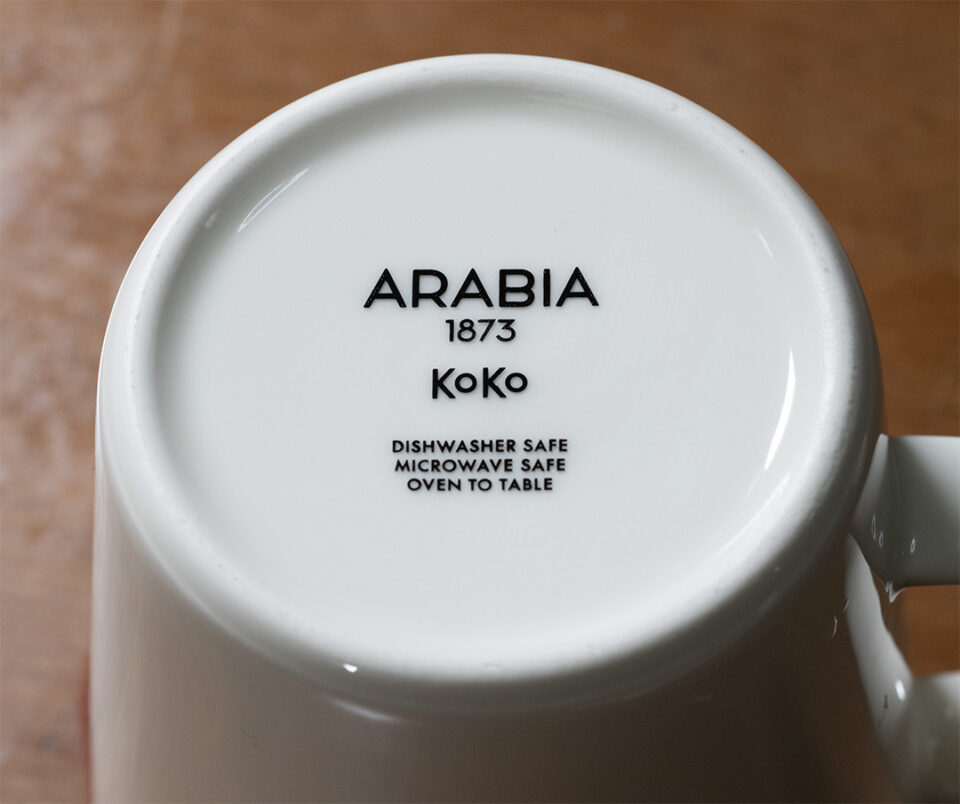 ARABIA
1873
KoKo
DISHWASHER SAFE
MICROWAVE SAFE
OVEN TO TABLE